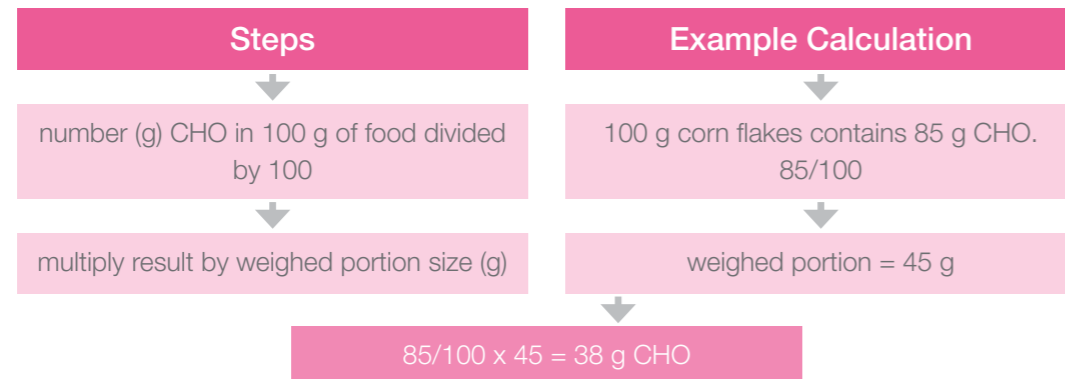 Steps
Example Calculation
number (g) CHO in 100 g of food divided
by 100
100 g corn flakes contains 85 g CHO.
85/100
multiply result by weighed portion size (g)
weighed portion = 45 g
85/100 x 45 = 38 g CHO